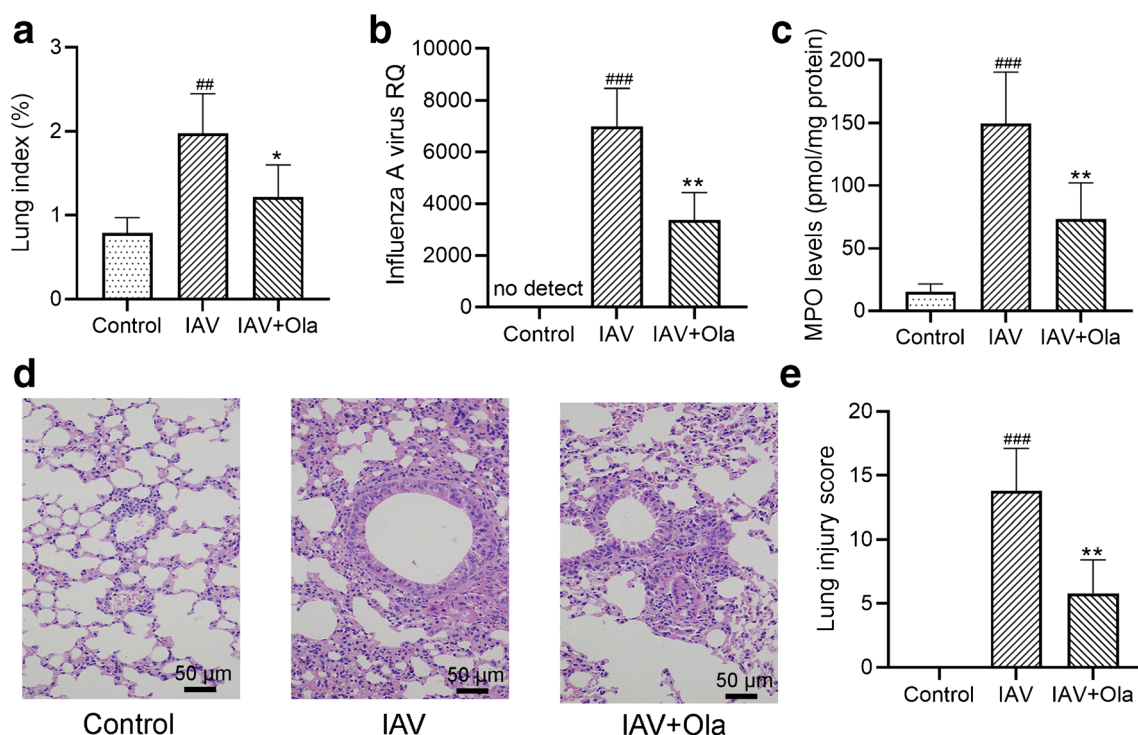 a
Lung index (%)
3
2
1
0
##
*
Control IAV IAV+Ola
b
Influenza A virus RQ
10000
8000
6000
4000
2000
0
###
**
no detect
Control IAV IAV+Ola
c
MPO levels (pmol/mg protein)
200
150
100
50
0
###
**
Control IAV IAV+Ola
d
50 μm
50 μm
50 μm
Control IAV IAV+Ola
e
Lung injury score
20
15
10
5
0
###
**
Control IAV IAV+Ola